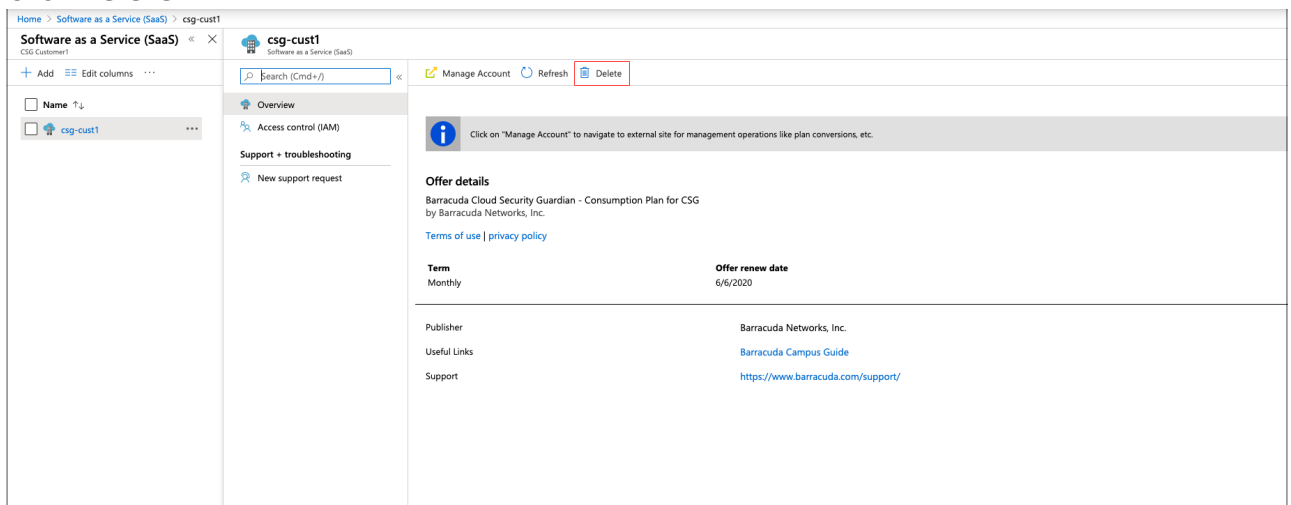 Home > Software as a Service (SaaS) > csg-cust1
Software as a Service (SaaS) « ×
CSG Customer1
+ Add Edit columns ...
Name ↑↓
csg-cust1 ...
csg-cust1
Software as a Service (SaaS)
Search (Cmd+/) «
Overview
Access control (IAM)
Support + troubleshooting
New support request
Manage Account Refresh Delete
Click on "Manage Account" to navigate to external site for management operations like plan conversions, etc.
Offer details
Barracuda Cloud Security Guardian - Consumption Plan for CSG
by Barracuda Networks, Inc.
Terms of use | privacy policy
Term Offer renew date
Monthly 6/6/2020
Publisher Barracuda Networks, Inc.
Useful Links Barracuda Campus Guide
Support https://www.barracuda.com/support/